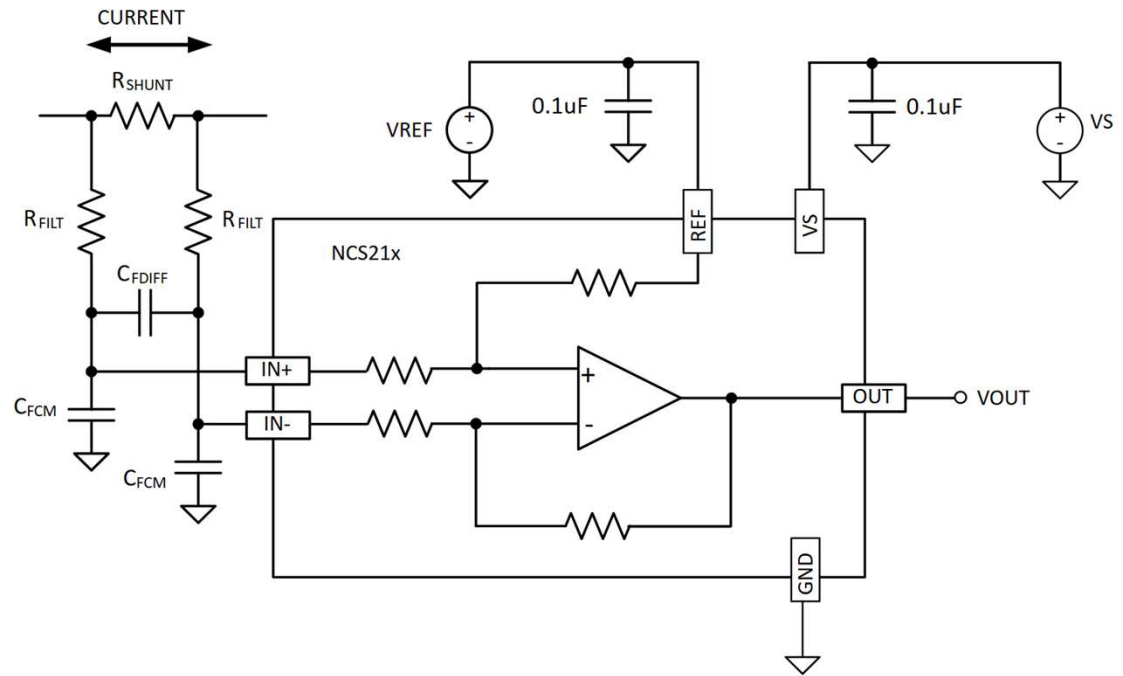 CURRENT
RSHUNT
RFILT
RFILT
CFDIFF
CFCM
CFCM
VREF
+
-
0.1uF
0.1uF
+
-
VS
REF
VS
NCS21x
IN+
IN-
+
-
OUT
VOUT
GND